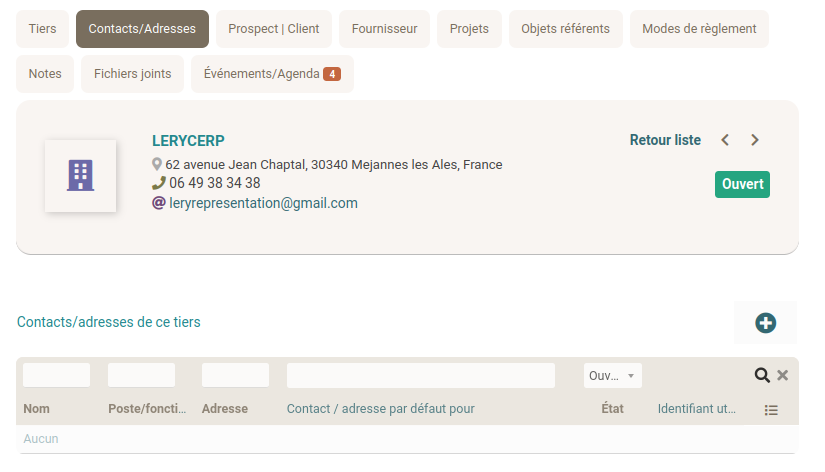 Tiers Contacts/Adresses Prospect | Client Fournisseur Projets Objets référents Modes de règlement
Notes Fichiers joints Événements/Agenda 4
LERYCERP
Retour liste
62 avenue Jean Chaptal, 30340 Mejannes les Ales, France
06 49 38 34 38
Ouvert
leryrepresentation@gmail.com
Contacts/adresses de ce tiers
Ouv...
Nom Poste/foncti... Adresse Contact / adresse par défaut pour État Identifiant ut...
Aucun